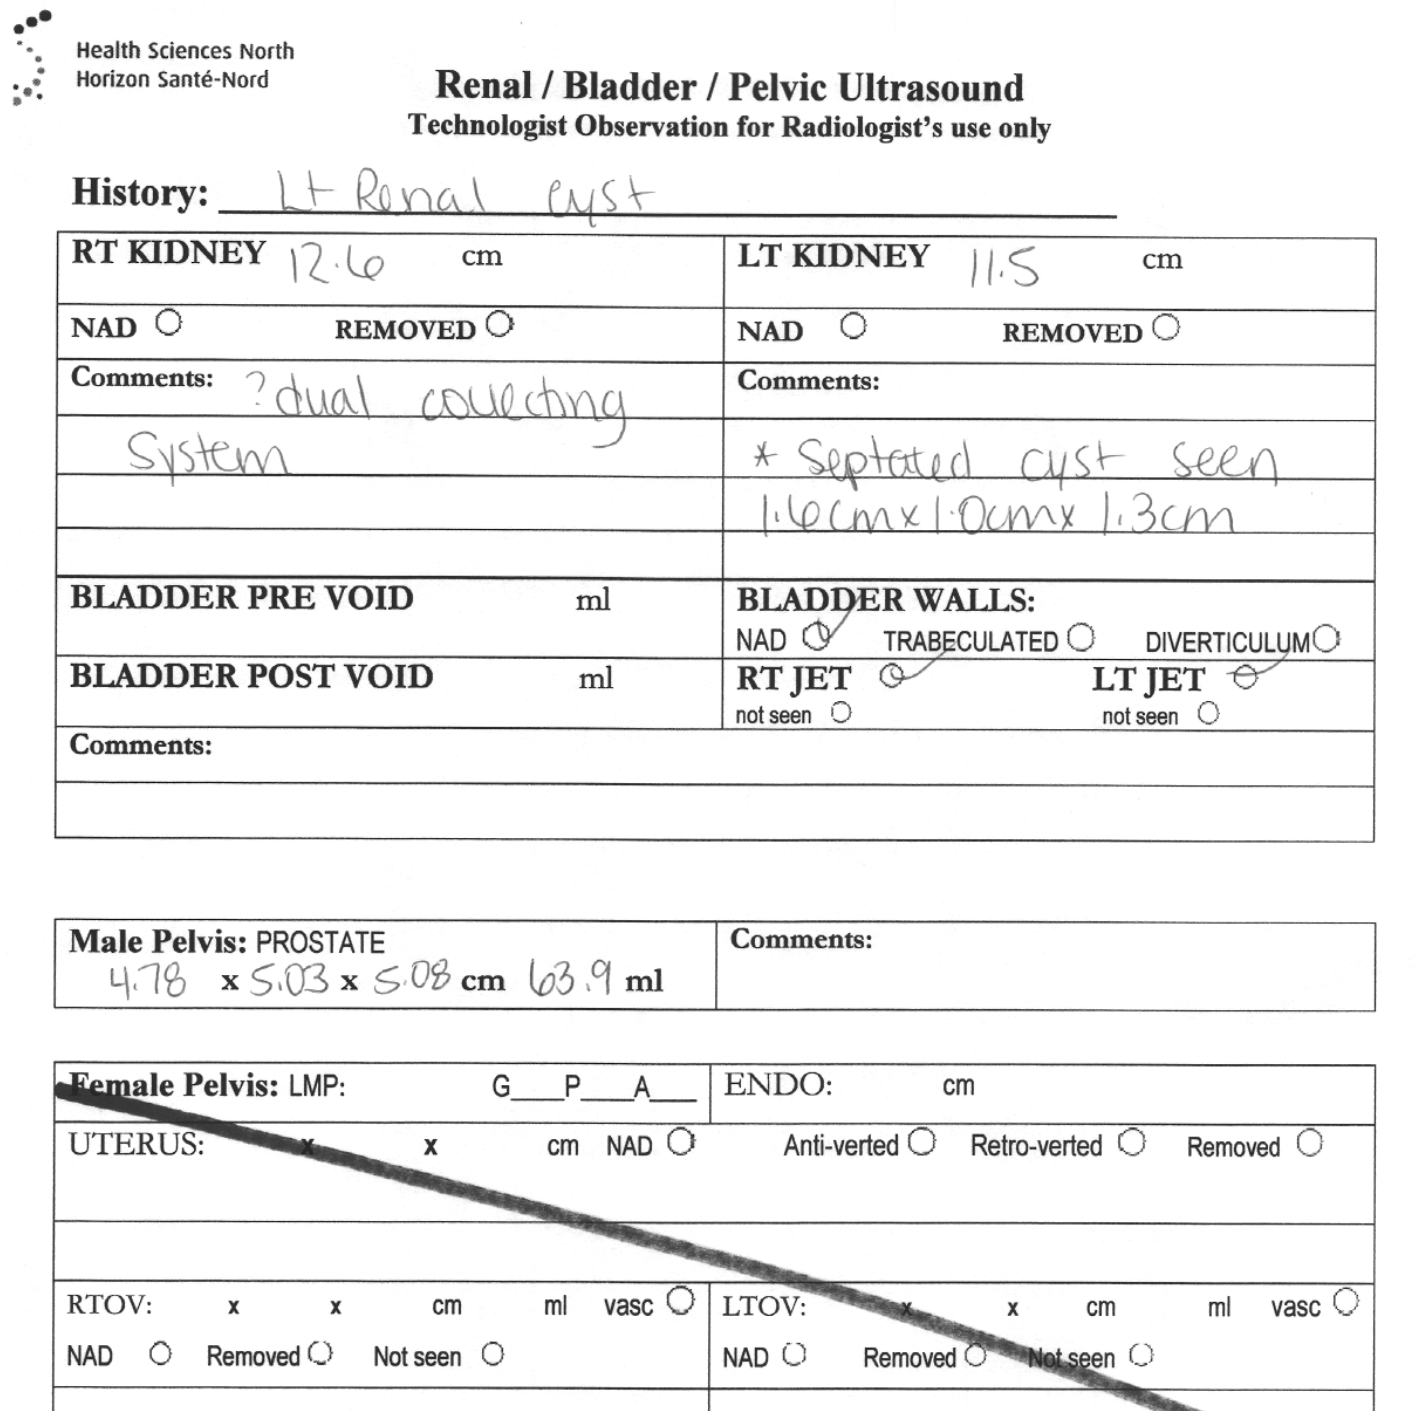 Health Sciences North
Horizon Santé-Nord
Renal / Bladder / Pelvic Ultrasound
Technologist Observation for Radiologist's use only
History: Lt Renal cyst
RT KIDNEY 12.6 cm
LT KIDNEY 11.5 cm
NAD REMOVED
NAD REMOVED
Comments: ? dual collecting
System
Comments:
* Septated cyst seen
1.6cm x 1.0cm x 1.3cm
BLADDER PRE VOID ml
BLADDER WALLS:
NAD TRABECULATED DIVERTICULUM
BLADDER POST VOID ml
RT JET LT JET
not seen not seen
Comments:
Male Pelvis: PROSTATE
4.78 x 5.03 x 5.08 cm 63.9 ml
Comments:
Female Pelvis: LMP: G___P___A___
ENDO: cm
UTERUS: x x cm NAD Anti-verted Retro-verted Removed
RTOV: x x cm ml vasc
NAD Removed Not seen
LTOV: x x cm ml vasc
NAD Removed Not seen